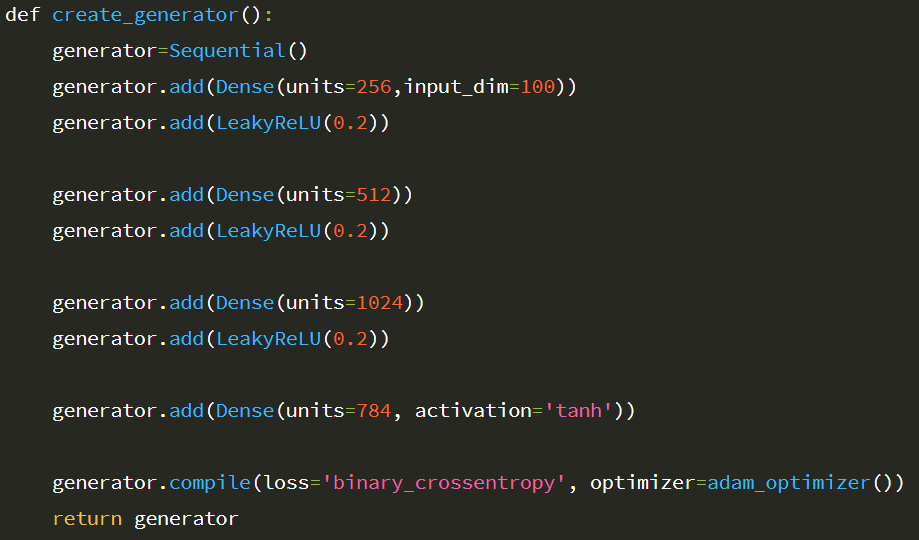 def create_generator():
    generator=Sequential()
    generator.add(Dense(units=256,input_dim=100))
    generator.add(LeakyReLU(0.2))
    generator.add(Dense(units=512))
    generator.add(LeakyReLU(0.2))
    generator.add(Dense(units=1024))
    generator.add(LeakyReLU(0.2))
    generator.add(Dense(units=784, activation='tanh'))
    generator.compile(loss='binary_crossentropy', optimizer=adam_optimizer())
    return generator